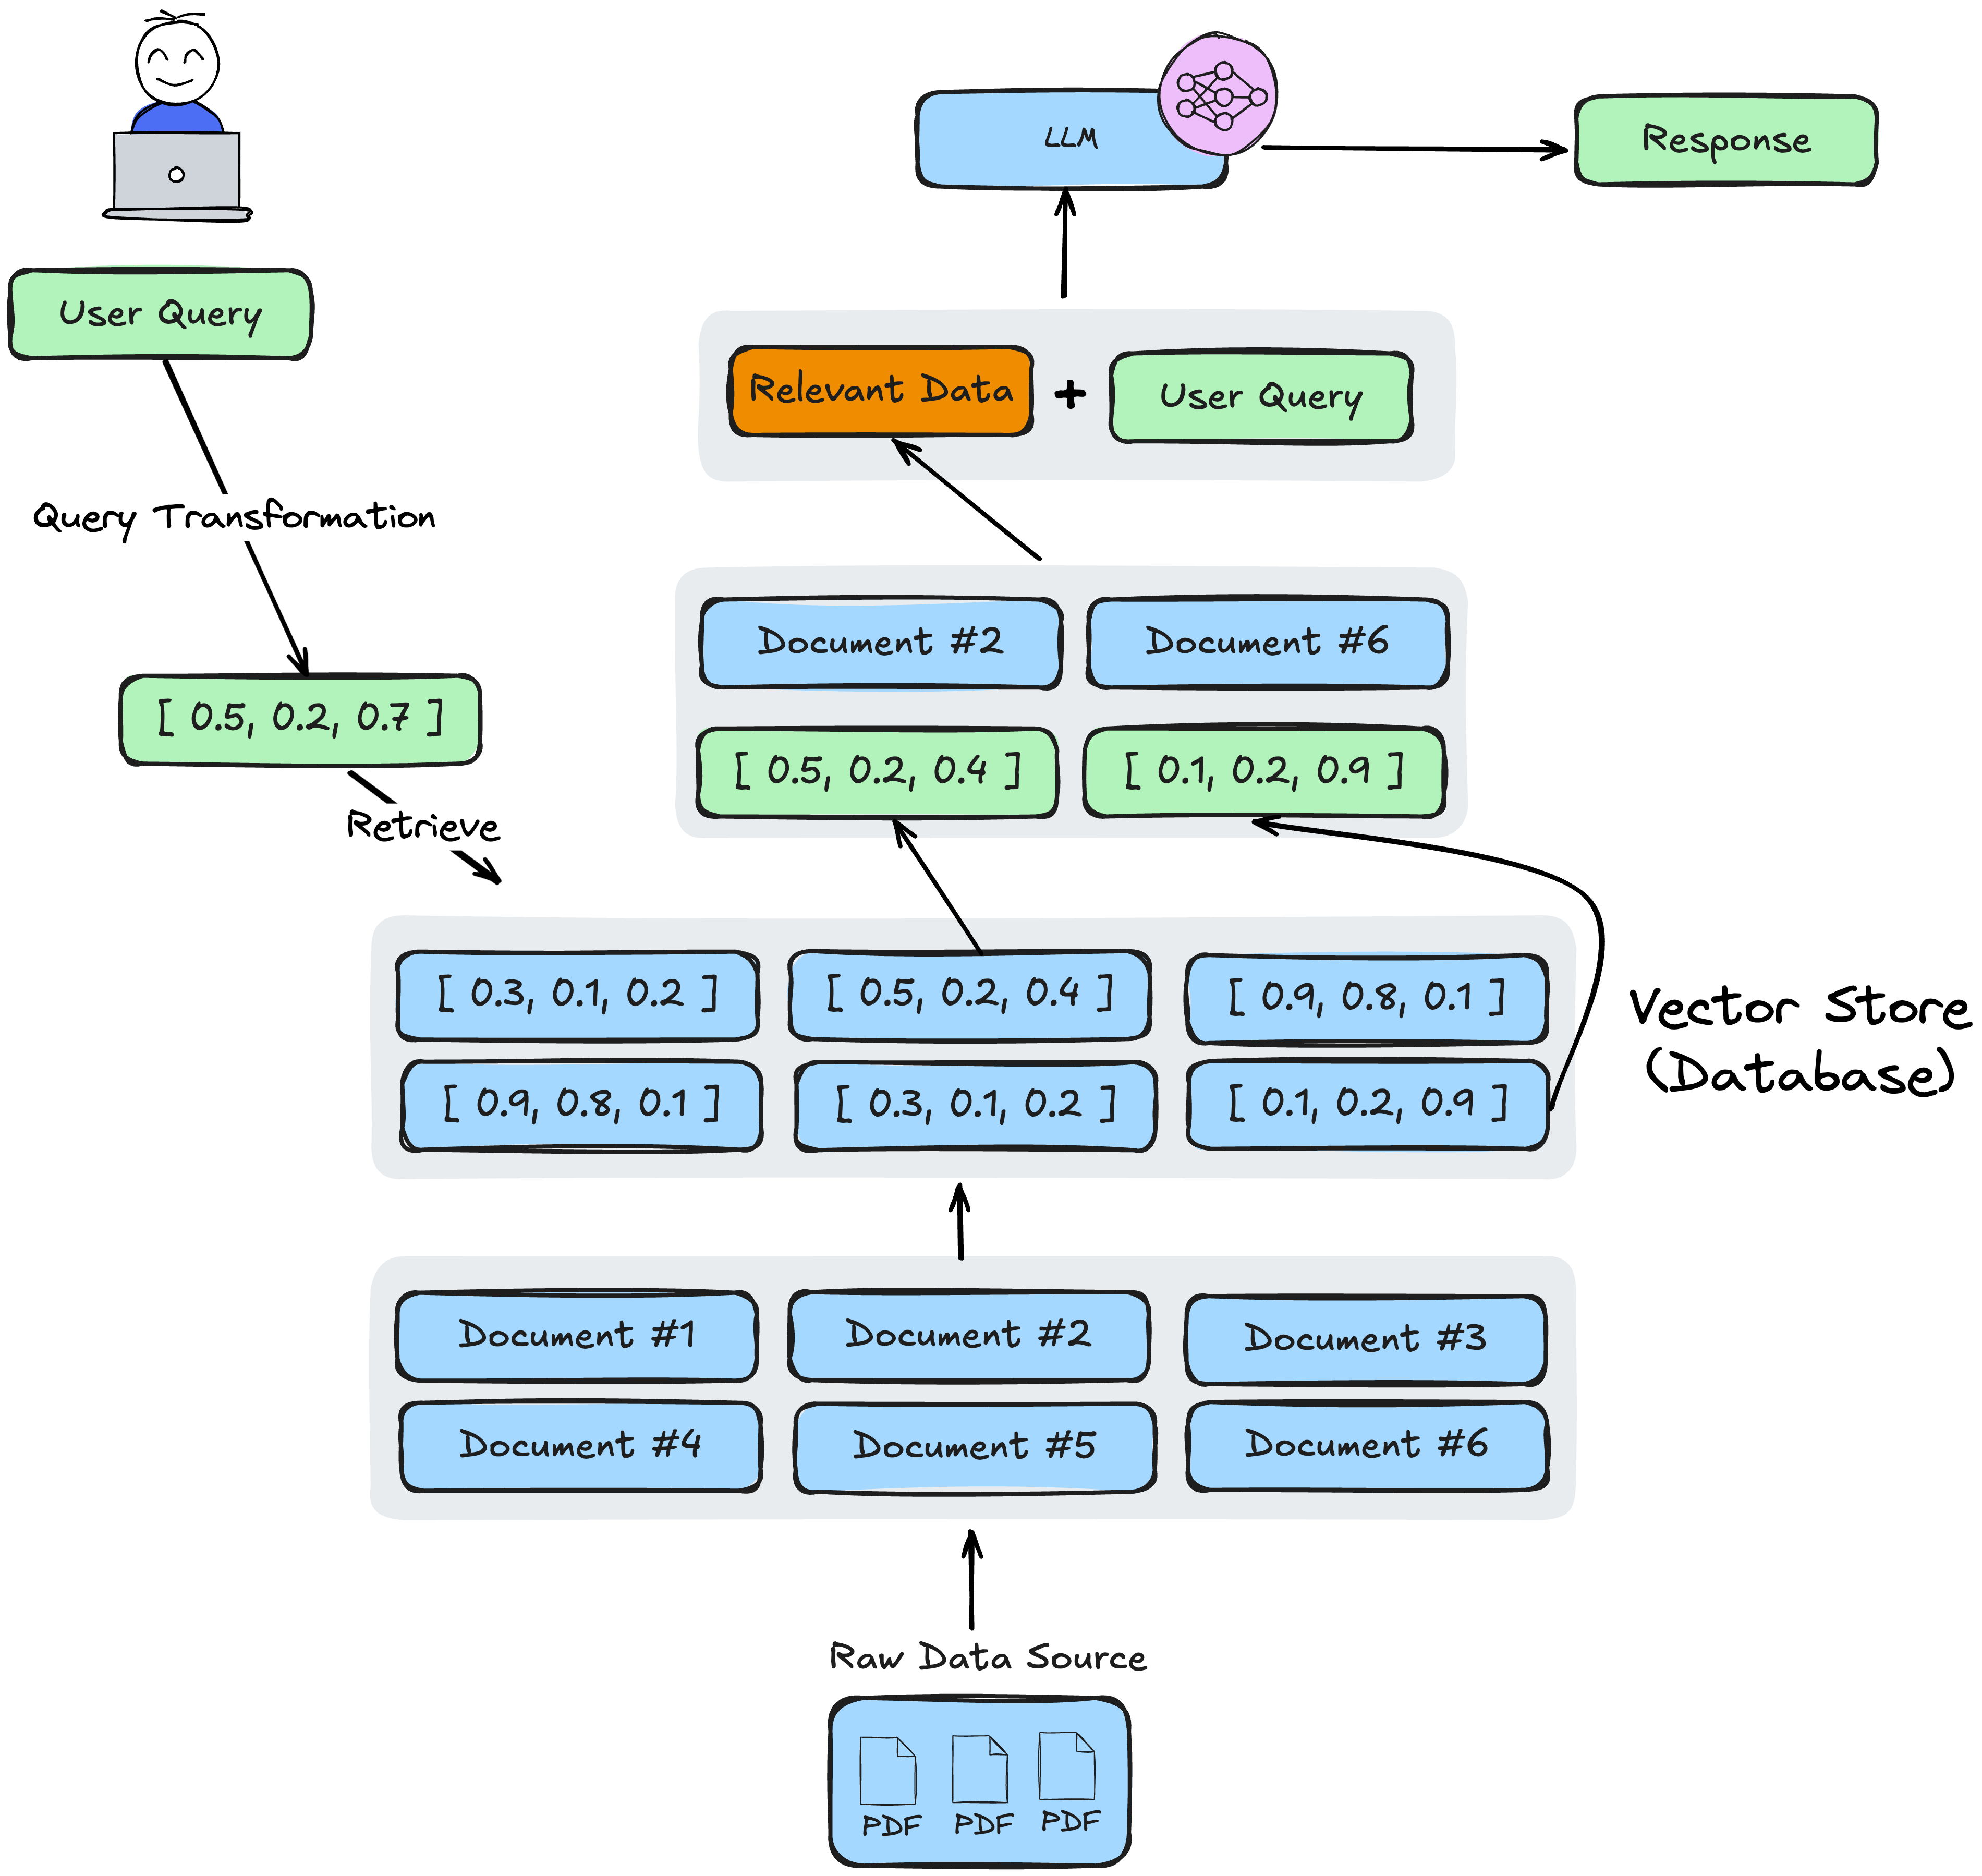 LLM
Response
User Query
Relevant Data + User Query
Query Transformation
Document #2
Document #6
[ 0.5, 0.2, 0.7 ]
[ 0.5, 0.2, 0.4 ]
[ 0.1, 0.2, 0.9 ]
Retrieve
[ 0.3, 0.1, 0.2 ]
[ 0.5, 0.2, 0.4 ]
[ 0.9, 0.8, 0.1 ]
[ 0.9, 0.8, 0.1 ]
[ 0.3, 0.1, 0.2 ]
[ 0.1, 0.2, 0.9 ]
Vector Store
(Database)
Document #1
Document #2
Document #3
Document #4
Document #5
Document #6
Raw Data Source
PDF
PDF
PDF